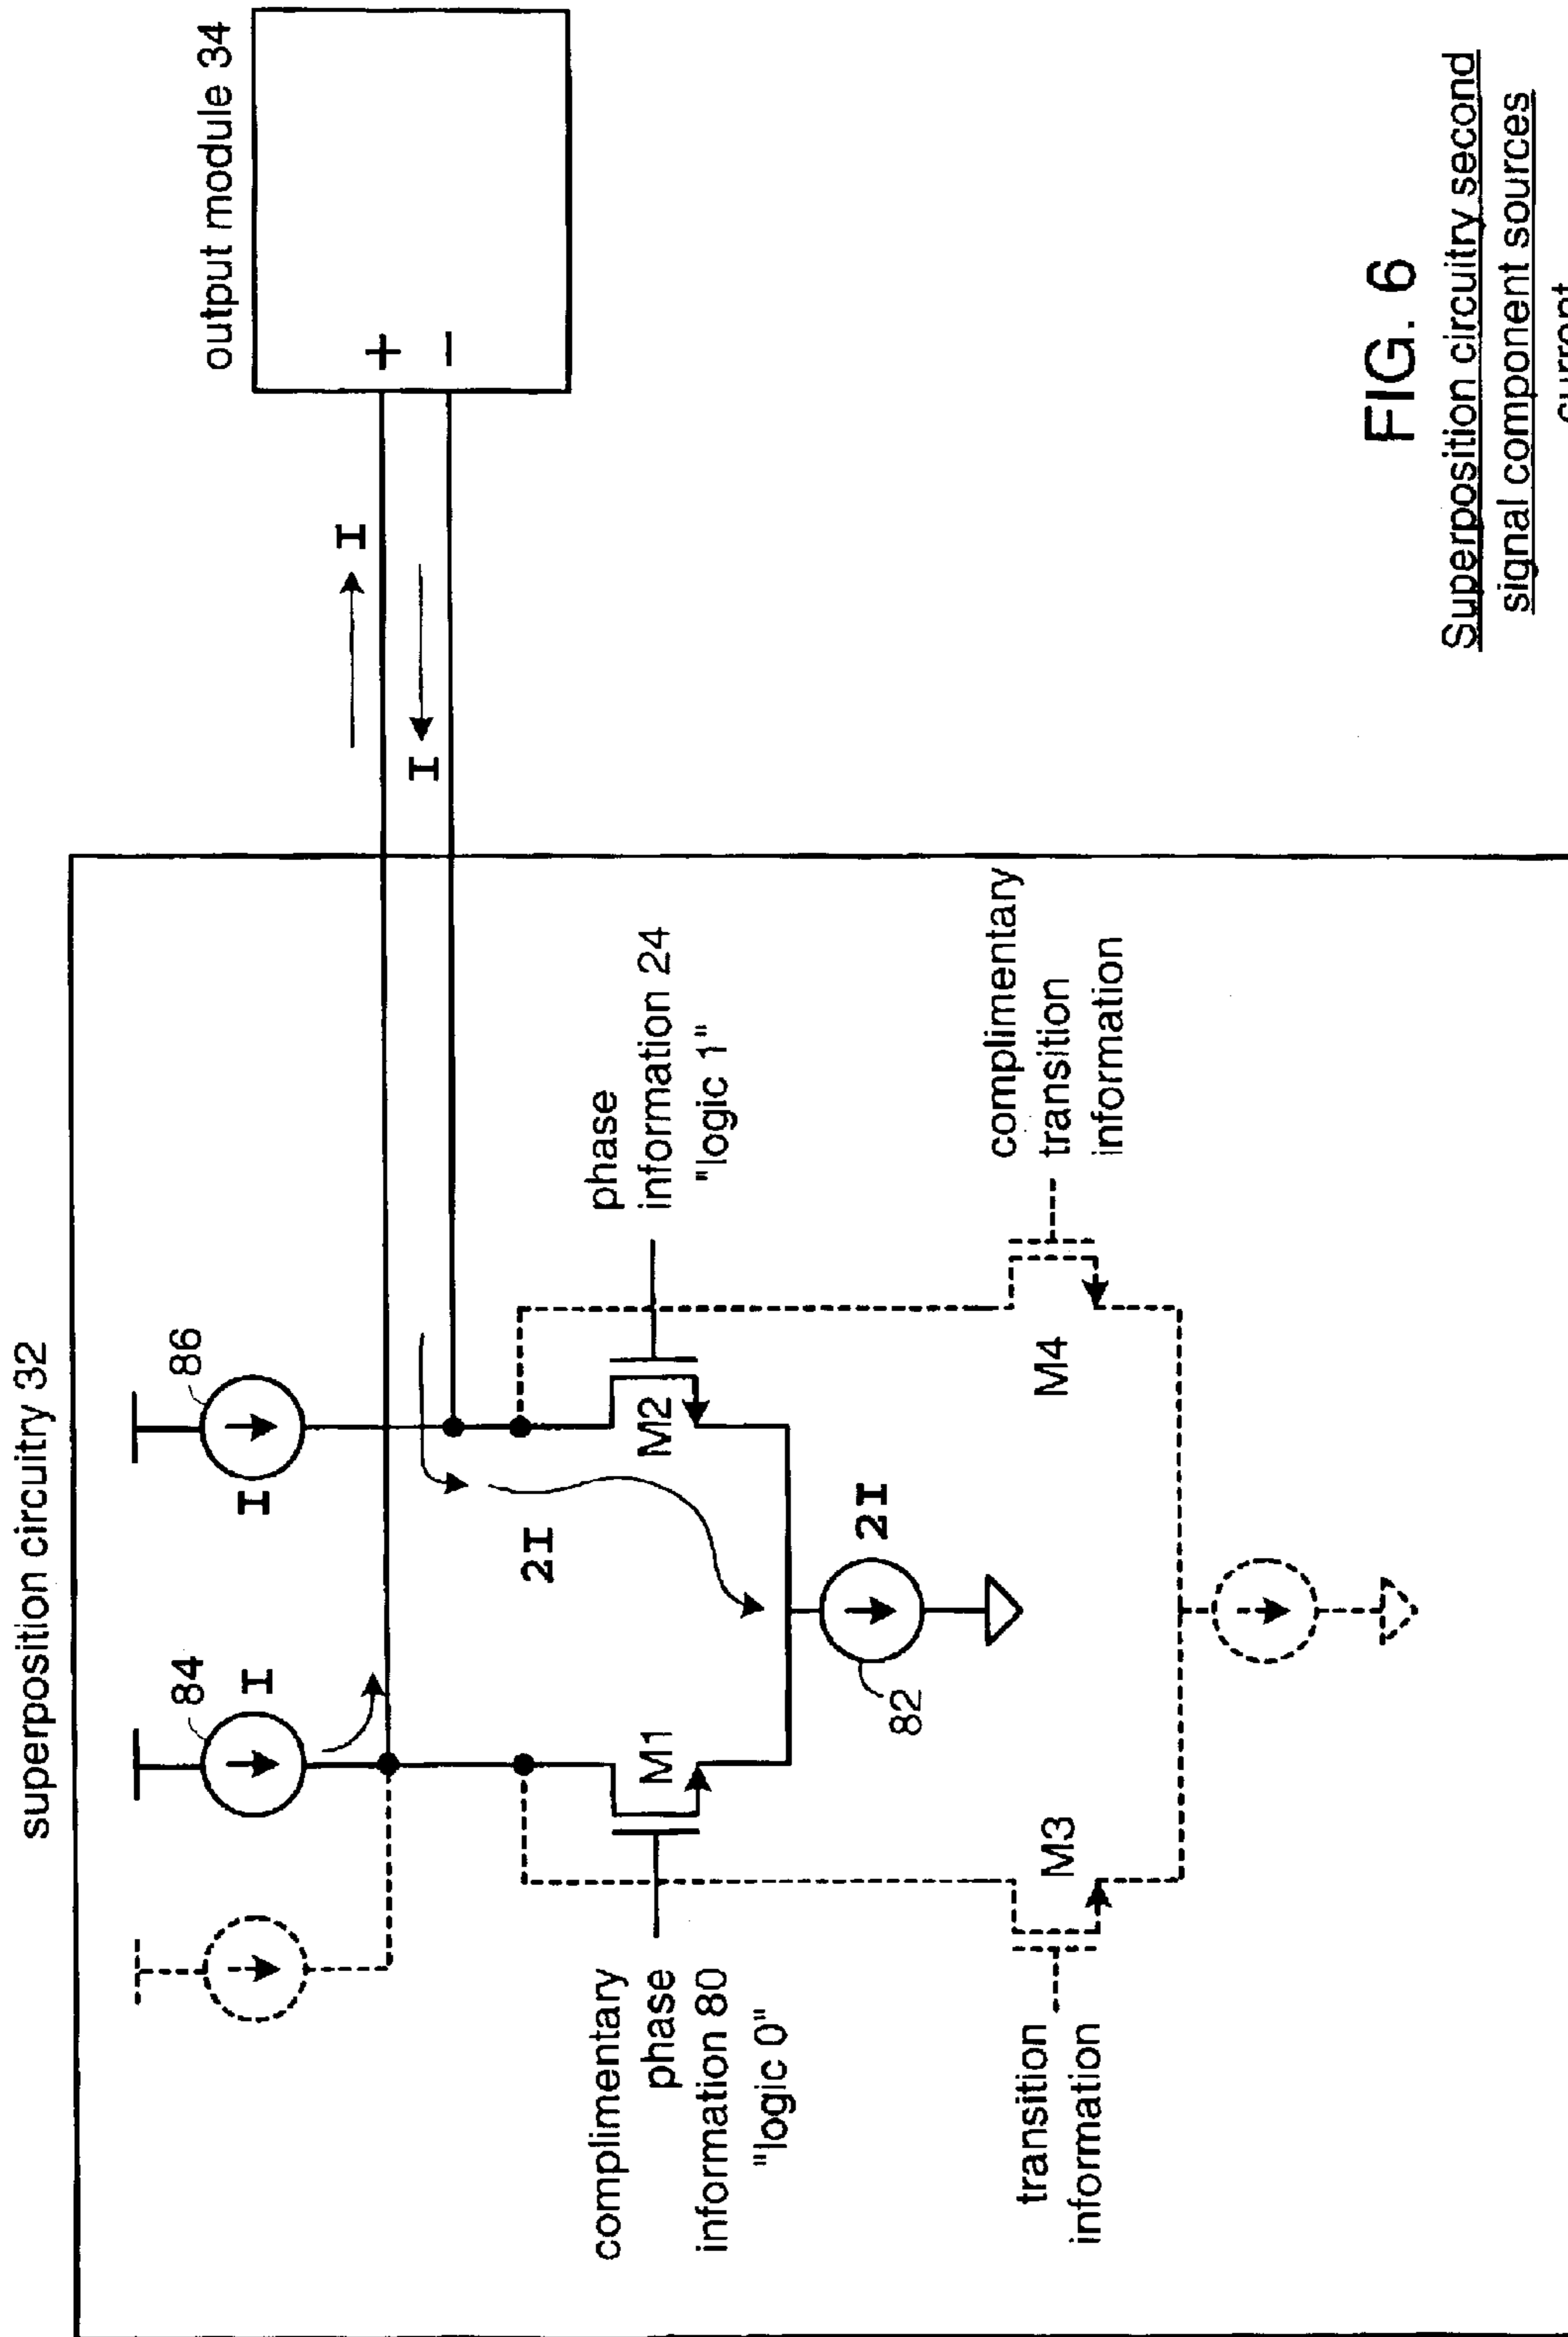 superposition circuitry 32
output module 34
+
-
84
I
86
I
I
I
M1
M2
2I
2I
82
complimentary
phase
information 80
"logic 0"
phase
information 24
"logic 1"
M3
M4
transition
information
complimentary
transition
information
FIG. 6
Superposition circuitry second
signal component sources
current